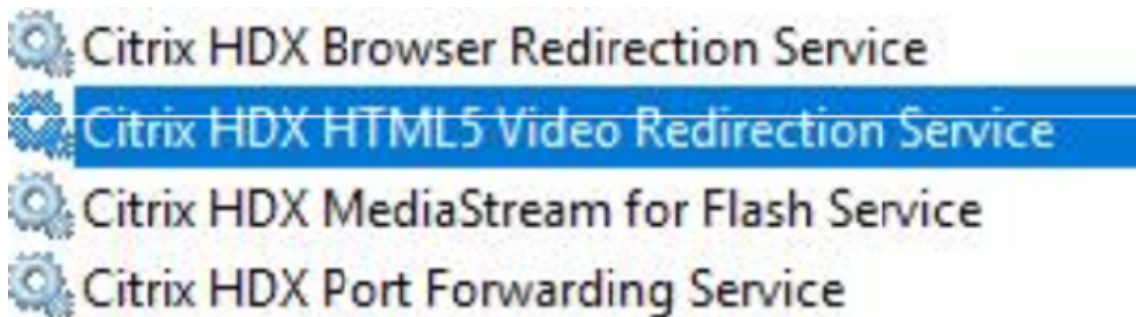 Citrix HDX Browser Redirection Service
Citrix HDX HTML5 Video Redirection Service
Citrix HDX MediaStream for Flash Service
Citrix HDX Port Forwarding Service